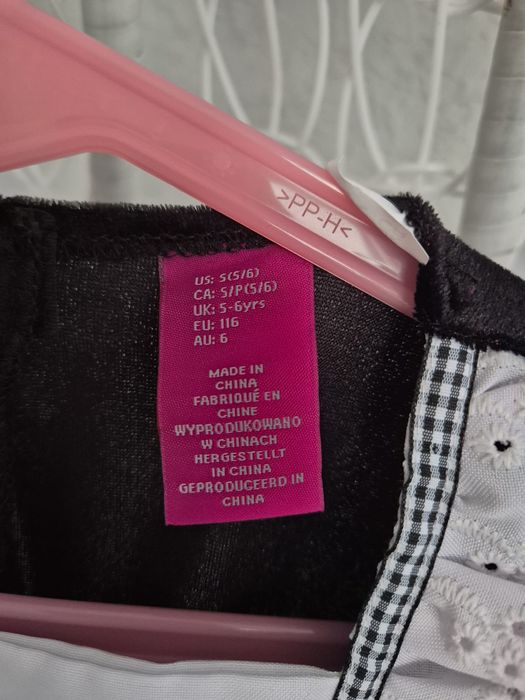 >PP-H<
US: S(5/6)
CA: S/P(5/6)
UK: 5-6yrs
EU: 116
AU: 6
MADE IN
CHINA
FABRIQUÉ EN
CHINE
WYPRODUKOWANO
W CHINACH
HERGESTELLT
IN CHINA
GEPRODUCEERD IN
CHINA